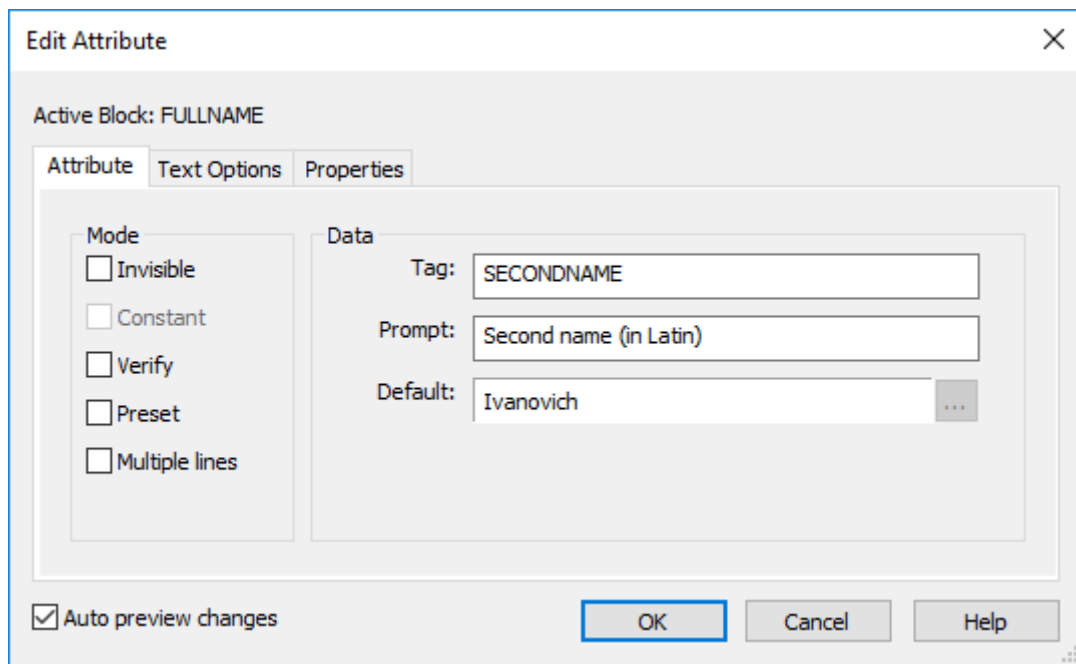 Edit Attribute
Active Block: FULLNAME
Attribute Text Options Properties
Mode
Invisible
Constant
Verify
Preset
Multiple lines
Data
Tag: SECONDNAME
Prompt: Second name (in Latin)
Default: Ivanovich ...
Auto preview changes
OK Cancel Help